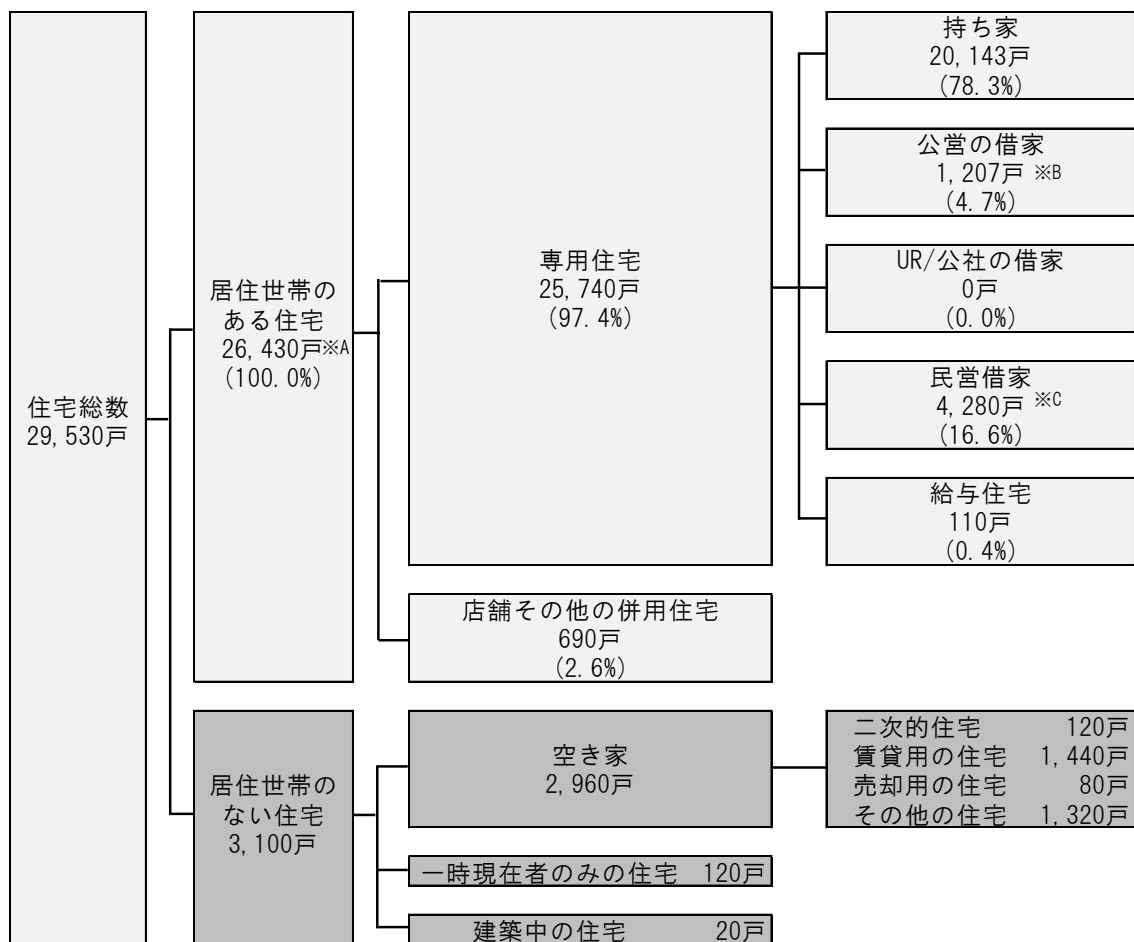 住宅総数
29,530戸
居住世帯の
ある住宅
26,430戸※A
(100.0%)
専用住宅
25,740戸
(97.4%)
持ち家
20,143戸
(78.3%)
公営の借家
1,207戸 ※B
(4.7%)
UR/公社の借家
0戸
(0.0%)
民営借家
4,280戸 ※C
(16.6%)
給与住宅
110戸
(0.4%)
店舗その他の併用住宅
690戸
(2.6%)
居住世帯の
ない住宅
3,100戸
空き家
2,960戸
二次的住宅 120戸
賃貸用の住宅 1,440戸
売却用の住宅 80戸
その他の住宅 1,320戸
一時現在者のみの住宅 120戸
建築中の住宅 20戸